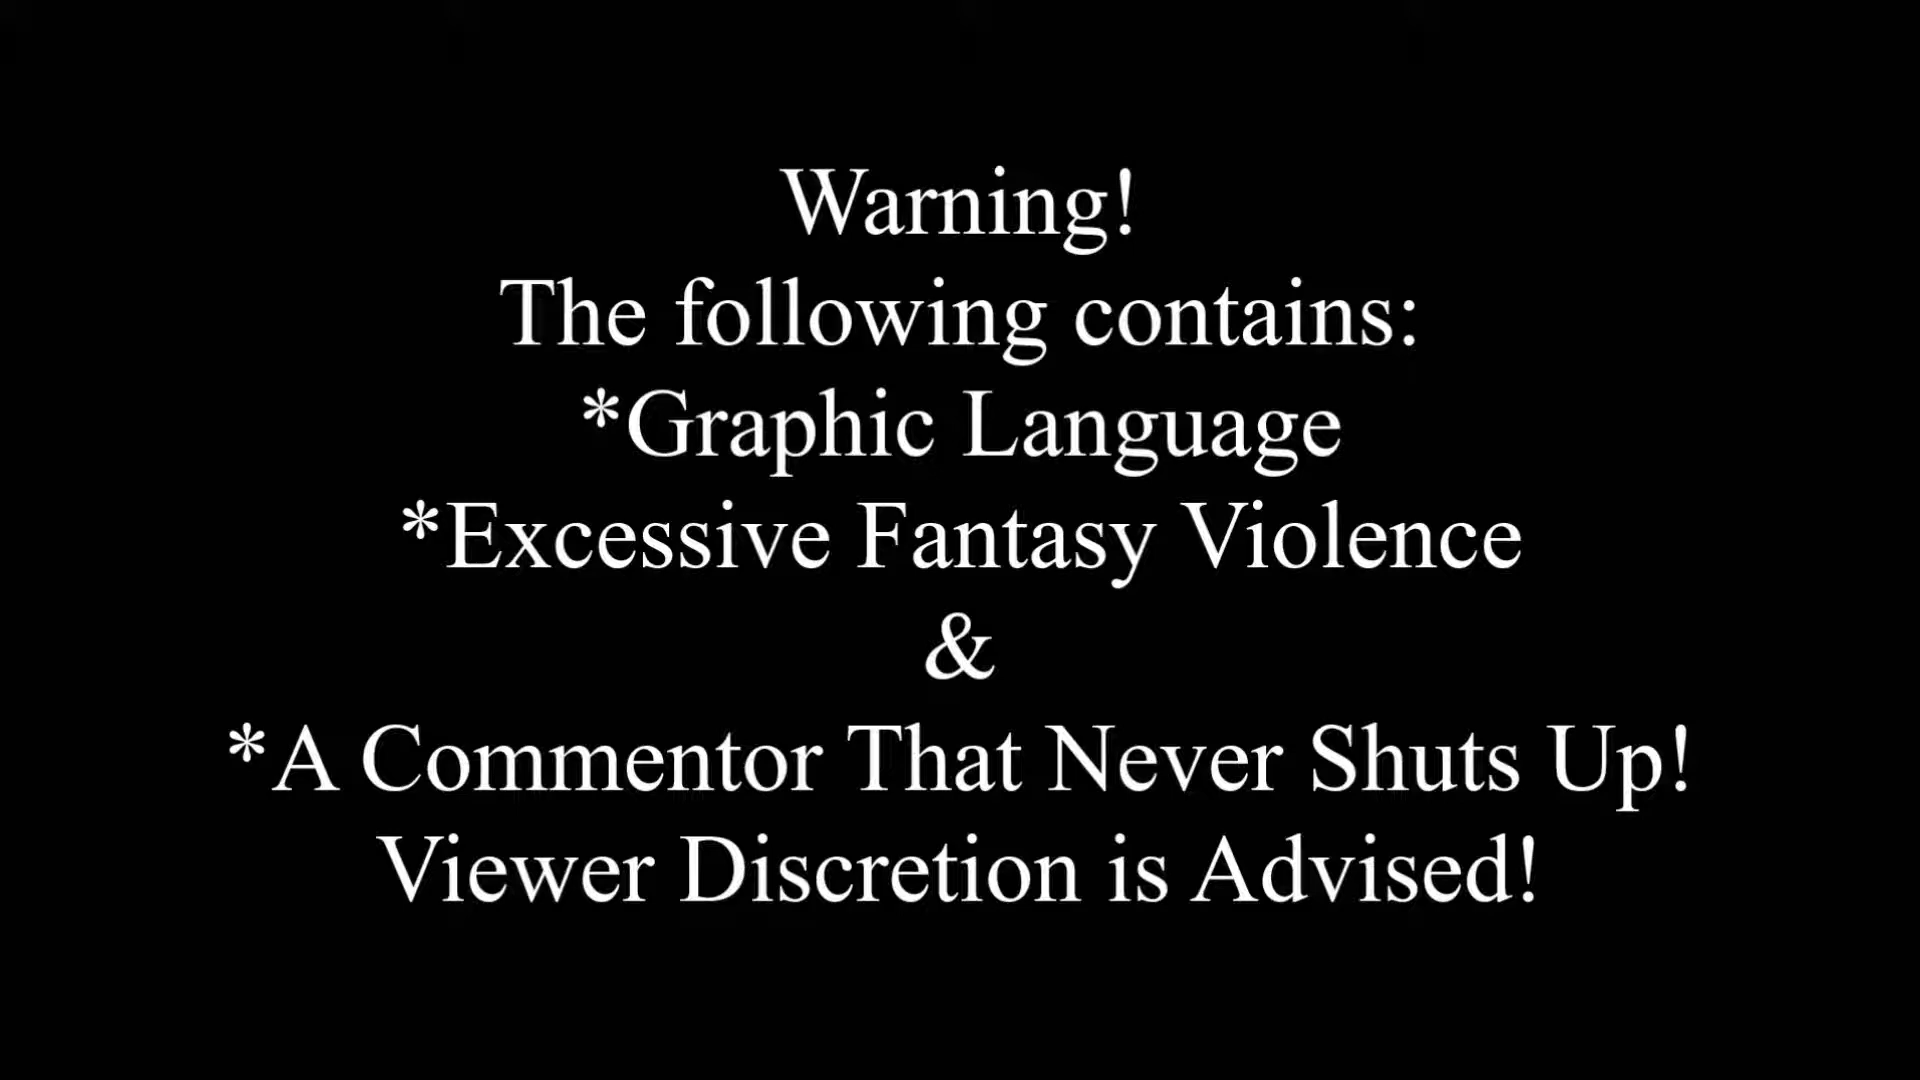 Warning!
The following contains:
*Graphic Language
*Excessive Fantasy Violence
&
*A Commentor That Never Shuts Up!
Viewer Discretion is Advised!